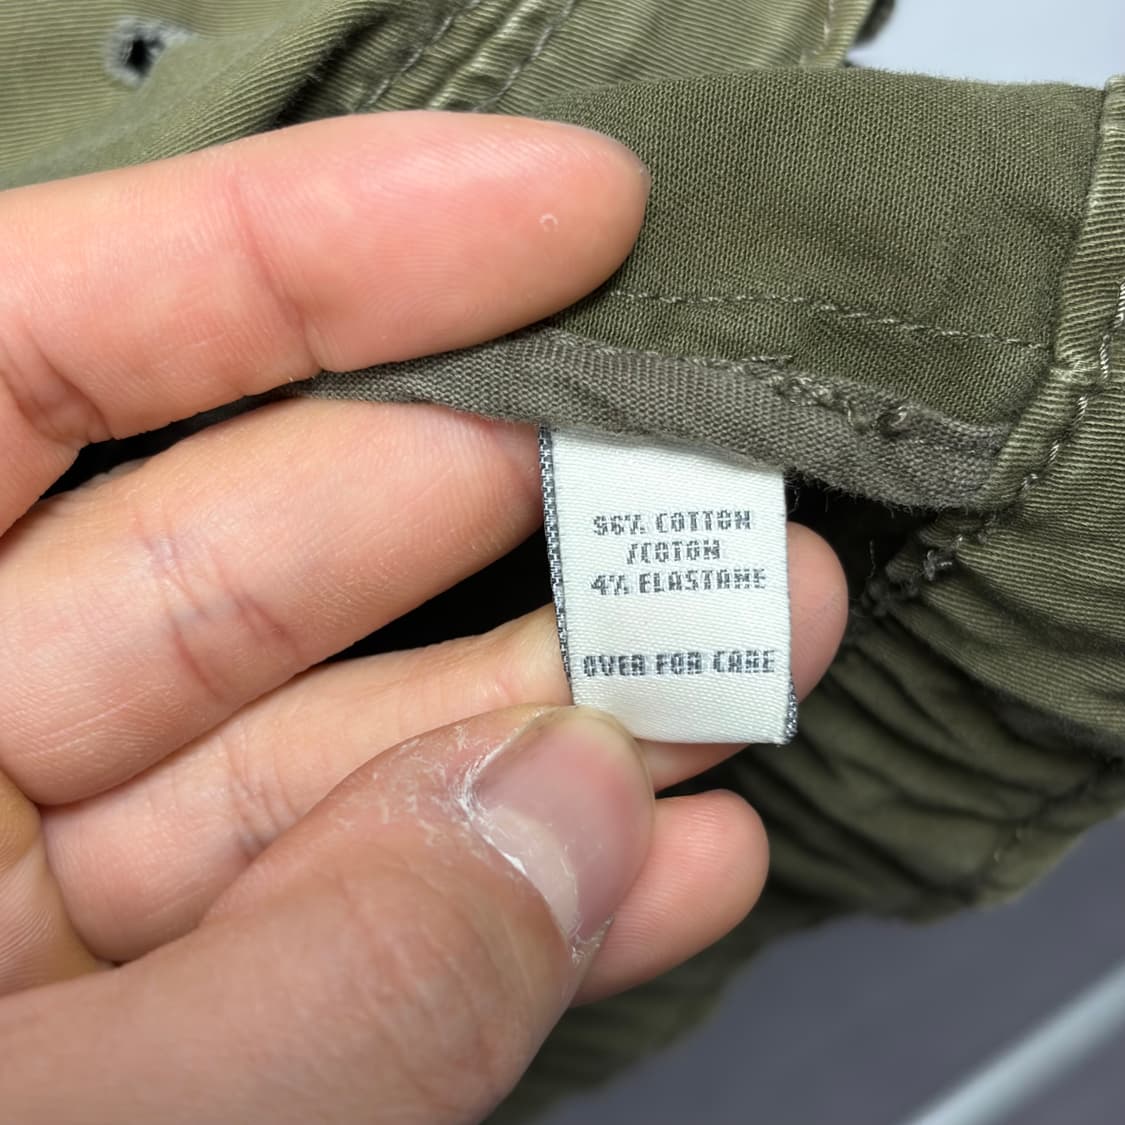 96% COTTON
/COTON
4% ELASTANE
OVER FOR CARE